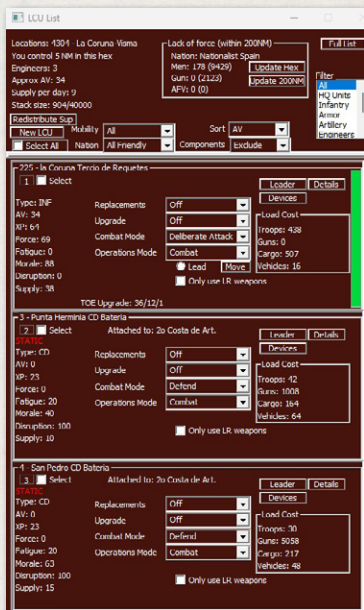 LCU List
Locations: 4304 - La Coruna Vigma
Lack of force (within 200NM)
Full List
You control 5 NM in this hex
Nation: Nationalist Spain
Engineers: 3
Men: 178 (9429)
Update Hex
Filter
Approx AV: 34
Gun: 0 (2123)
Update 200NM
All
Supply per day: 9
AFV: 0 (0)
HQ Units
Stack size: 904/40000
Infantry
Redistribute Sup
Armor
New LCU
Mobility
All
Sort
AV
Artillery
Select All
Nation
All Friendly
Components
Exclude
Engineers
225 - la Coruna Tercio de Requetes
1
Select
Leader
Details
Devices
Type: INF
Replacements
Off
Load Cost
AV: 34
Upgrade
Off
Troops: 438
XP: 64
Combat Mode
Deliberate Attack
Guns: 0
Force: 69
Operations Mode
Combat
Cargo: 507
Fatigue: 0
Lead
Move
Vehicles: 16
Morale: 88
Only use LR weapons
Disruption: 0
Supply: 38
TOE Upgrade: 36/12/1
3 - Punta Herminia CD Bateria
2
Select
Attached to: 2o Costa de Art.
Leader
Details
STATIC
Devices
Type: CD
Replacements
Off
Load Cost
AV: 0
Upgrade
Off
Troops: 42
XP: 23
Combat Mode
Defend
Guns: 1008
Force: 0
Operations Mode
Combat
Cargo: 164
Fatigue: 20
Vehicles: 64
Morale: 40
Disruption: 100
Only use LR weapons
Supply: 10
4 - San Pedro CD Bateria
3
Select
Attached to: 2o Costa de Art.
Leader
Details
STATIC
Devices
Type: CD
Replacements
Off
Load Cost
AV: 0
Upgrade
Off
Troops: 30
XP: 23
Combat Mode
Defend
Guns: 5058
Force: 0
Operations Mode
Combat
Cargo: 217
Fatigue: 20
Vehicles: 48
Morale: 63
Disruption: 100
Only use LR weapons
Supply: 15